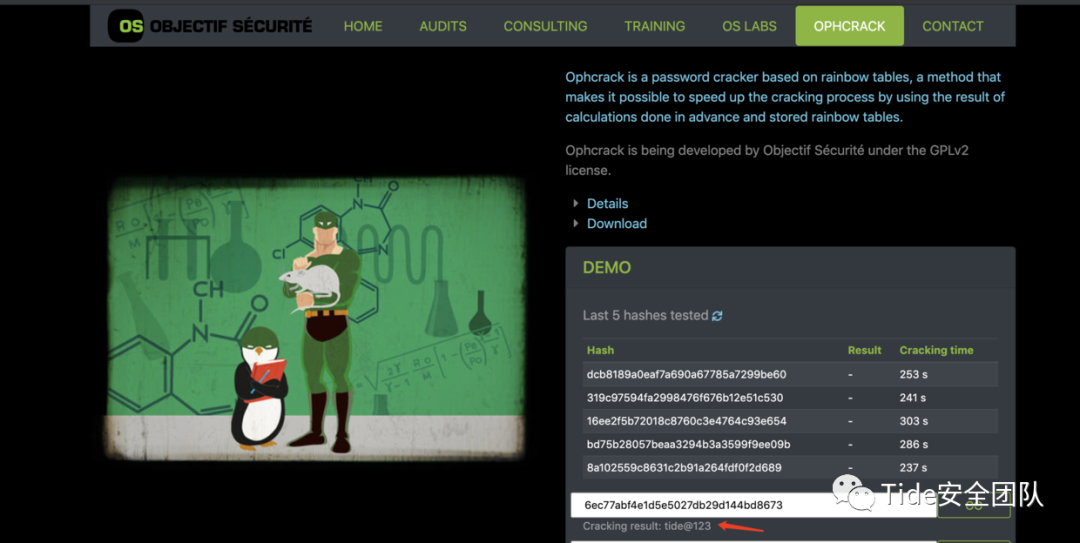 OS OBJECTIF SÉCURITÉ HOME AUDITS CONSULTING TRAINING OS LABS OPHCRACK CONTACT
Ophcrack is a password cracker based on rainbow tables, a method that
makes it possible to speed up the cracking process by using the result of
calculations done in advance and stored rainbow tables.
Ophcrack is being developed by Objectif Sécurité under the GPLv2
license.
Details
Download
CH
N
O
Cl
CH
N
O
N
DEMO
Last 5 hashes tested
Hash Result Cracking time
dcb8189a0eaf7a690a67785a7299be60 - 253 s
319c97594fa2998476f676b12e51c530 - 241 s
16ee2f5b72018c8760c3e4764c93e654 - 303 s
bd75b28057beaa3294b3a3599f9ee09b - 286 s
8a102559c8631c2b91a264fdf0f2d689 - 237 s
6ec77abf4e1d5e5027db29d144bd8673
Cracking result: tide@123
Tide安全团队